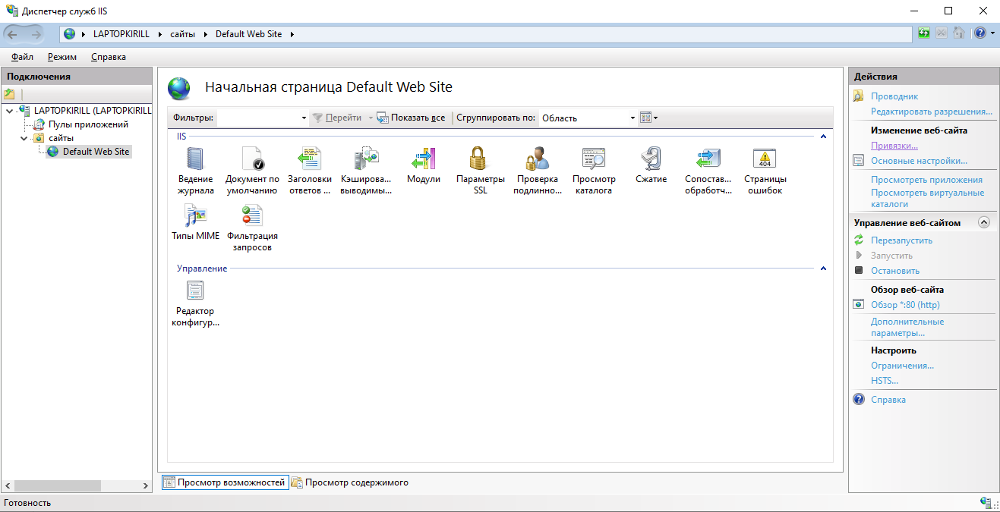 Диспетчер служб IIS
LAPTOPKIRILL
сайты
Default Web Site
Файл
Режим
Справка
Подключения
LAPTOPKIRILL (LAPTOPKIRILL
Пулы приложений
сайты
Default Web Site
Начальная страница Default Web Site
Фильтры:
Перейти
Показать все
Сгруппировать по:
Область
IIS
Ведение
журнала
Документ по
умолчанию
Заголовки
ответов ...
Кэширова...
выводимы...
Модули
Параметры
SSL
Проверка
подлинно...
Просмотр
каталога
Сжатие
Сопостав...
обработч...
404
Страницы
ошибок
Типы MIME
Фильтрация
запросов
Управление
Редактор
конфигур...
Просмотр возможностей
Просмотр содержимого
Действия
Проводник
Редактировать разрешения...
Изменение веб-сайта
Привязки...
Основные настройки...
Просмотреть приложения
Просмотреть виртуальные
каталоги
Управление веб-сайтом
Перезапустить
Запустить
Остановить
Обзор веб-сайта
Обзор *:80 (http)
Дополнительные
параметры...
Настроить
Ограничения...
HSTS...
Справка
Готовность